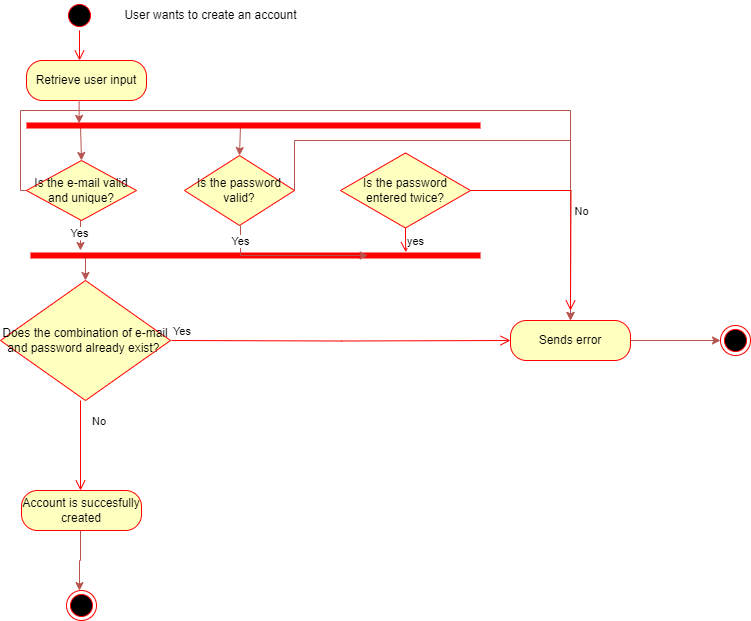 User wants to create an account
Retrieve user input
Is the e-mail valid
and unique?
Is the password
valid?
Is the password
entered twice?
No
Yes
Yes
yes
Does the combination of e-mail
and password already exist?
Yes
Sends error
No
Account is succesfully
created